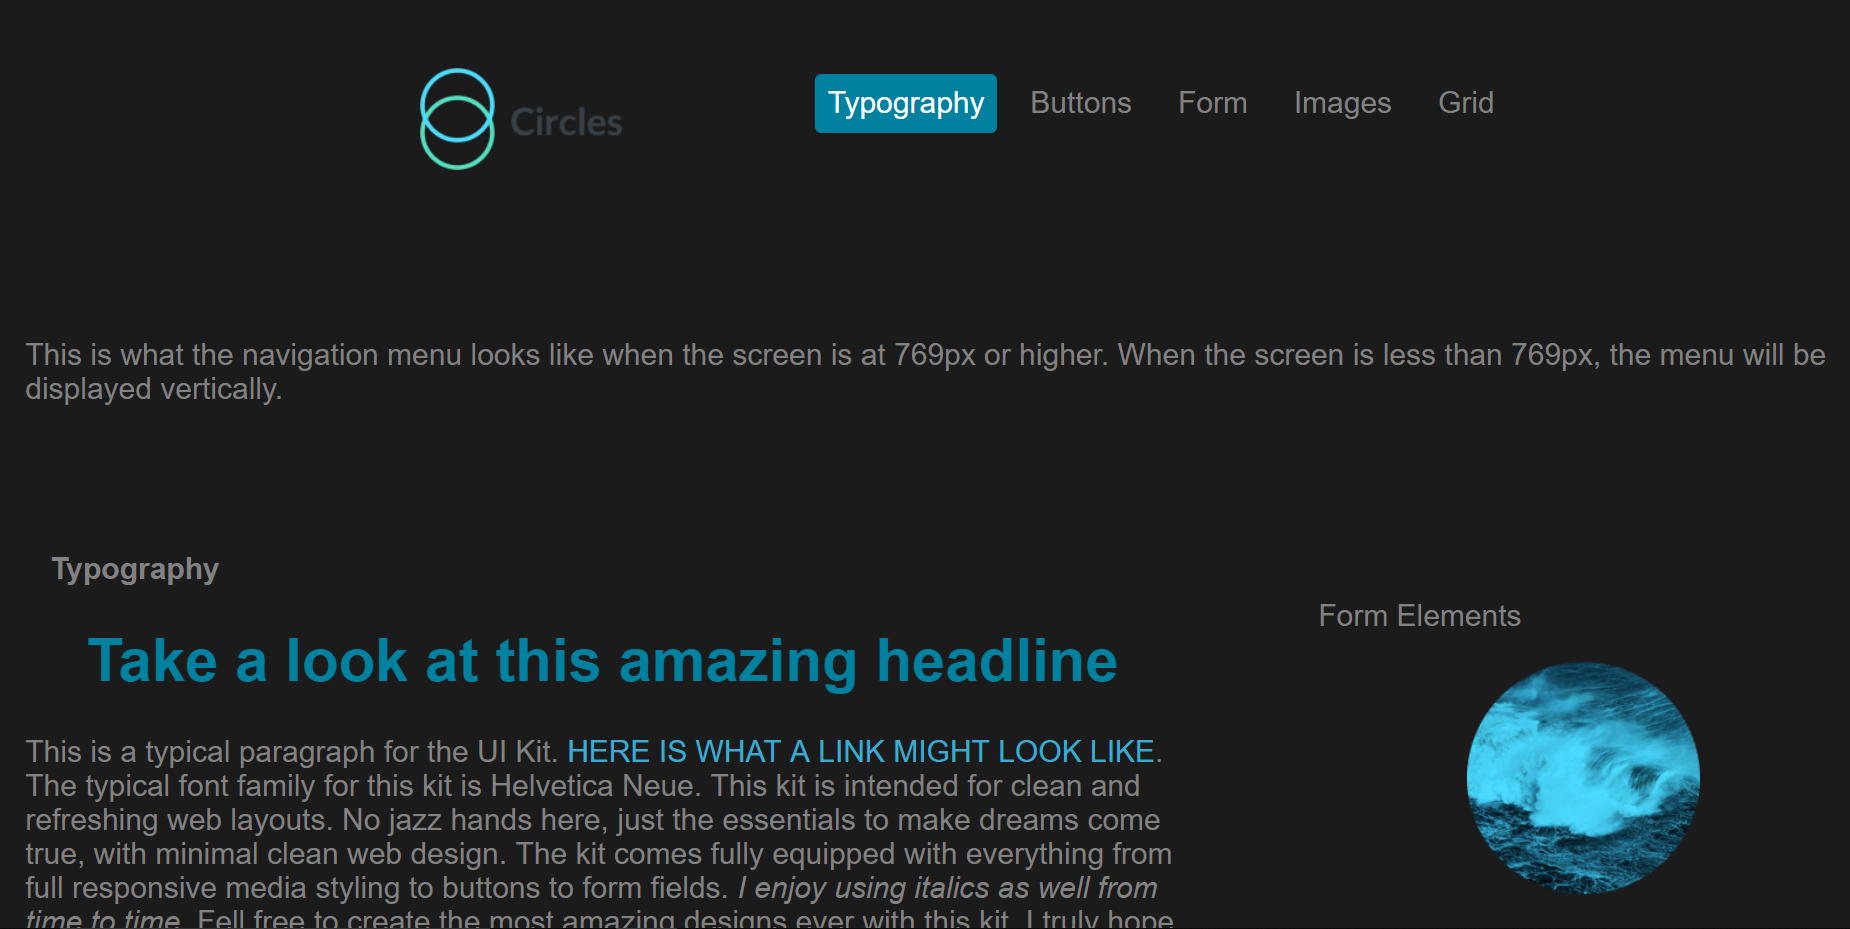 Circles
Typography Buttons Form Images Grid
This is what the navigation menu looks like when the screen is at 769px or higher. When the screen is less than 769px, the menu will be
displayed vertically.
Typography
Take a look at this amazing headline
This is a typical paragraph for the UI Kit. HERE IS WHAT A LINK MIGHT LOOK LIKE.
The typical font family for this kit is Helvetica Neue. This kit is intended for clean and
refreshing web layouts. No jazz hands here, just the essentials to make dreams come
true, with minimal clean web design. The kit comes fully equipped with everything from
full responsive media styling to buttons to form fields. I enjoy using italics as well from
time to time. Fell free to create the most amazing designs ever with this kit. I truly hope
Form Elements